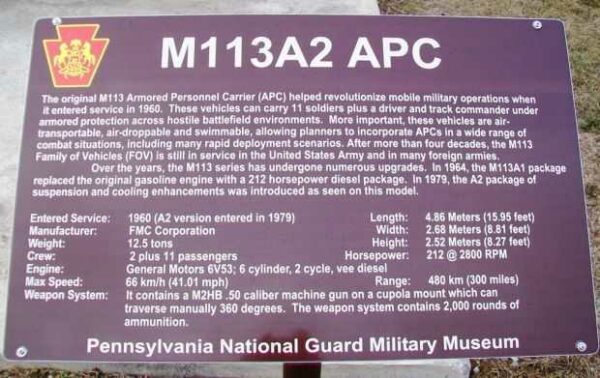 M113A2 APC
The original M113 Armored Personnel Carrier (APC) helped revolutionize mobile military operations when
it entered service in 1960. These vehicles can carry 11 soldiers plus a driver and track commander under
armored protection across hostile battlefield environments. More important, these vehicles are air-
transportable, air-droppable and swimmable, allowing planners to incorporate APCs in a wide range of
combat situations, including many rapid deployment scenarios. After more than four decades, the M113
Family of Vehicles (FOV) is still in service in the United States Army and in many foreign armies.
Over the years, the M113 series has undergone numerous upgrades. In 1964, the M113A1 package
replaced the original gasoline engine with a 212 horsepower diesel package. In 1979, the A2 package of
suspension and cooling enhancements was introduced as seen on this model.
Entered Service: 1960 (A2 version entered in 1979) Length: 4.86 Meters (15.95 feet)
Manufacturer: FMC Corporation Width: 2.68 Meters (8.81 feet)
Weight: 12.5 tons Height: 2.52 Meters (8.27 feet)
Crew: 2 plus 11 passengers Horsepower: 212 @ 2800 RPM
Engine: General Motors 6V53; 6 cylinder, 2 cycle, vee diesel
Max Speed: 66 km/h (41.01 mph) Range: 480 km (300 miles)
Weapon System: It contains a M2HB .50 caliber machine gun on a cupola mount which can
traverse manually 360 degrees. The weapon system contains 2,000 rounds of
ammunition.
Pennsylvania National Guard Military Museum